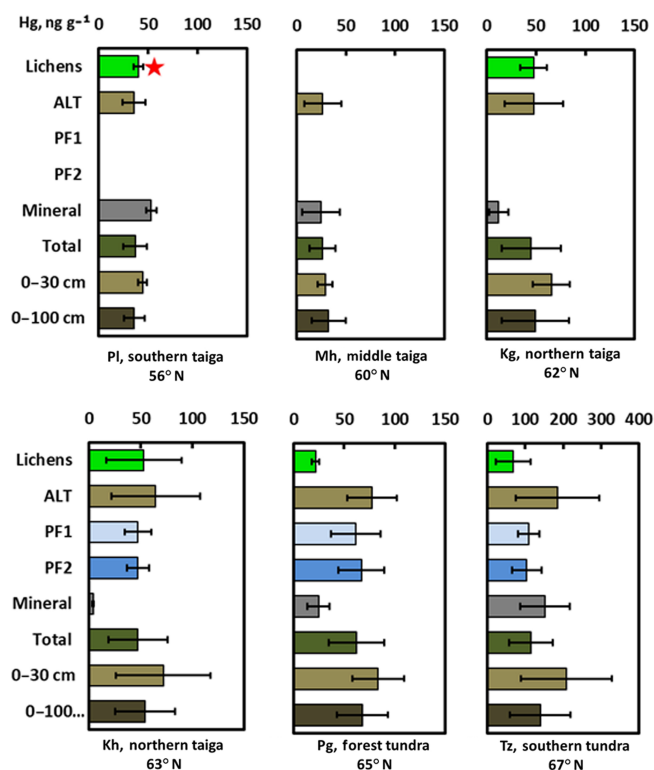 Hg, ng g⁻¹ 0 50 100 150 0 50 100 150 0 50 100 150
Lichens
ALT
PF1
PF2
Mineral
Total
0–30 cm
0–100 cm
Pl, southern taiga
56° N
Mh, middle taiga
60° N
Kg, northern taiga
62° N
0 50 100 150 0 50 100 150 0 100 200 300 400
Lichens
ALT
PF1
PF2
Mineral
Total
0–30 cm
0–100...
Kh, northern taiga
63° N
Pg, forest tundra
65° N
Tz, southern tundra
67° N